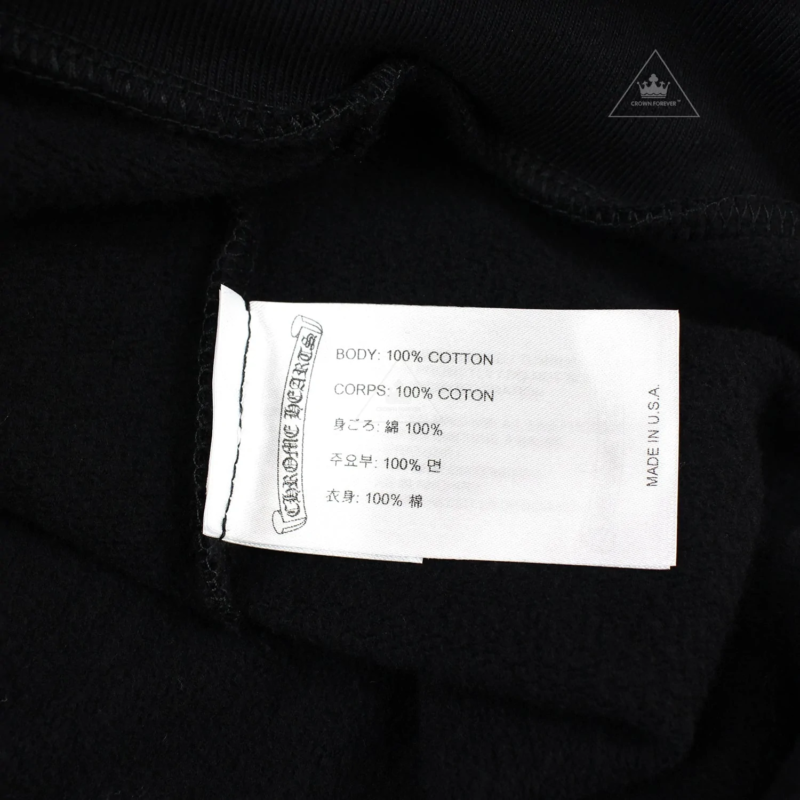 CROWN FOREVER™
CHROME HEARTS
BODY: 100% COTTON
CORPS: 100% COTON
身ごろ: 綿 100%
주요부: 100% 면
衣身: 100% 棉
MADE IN U.S.A.